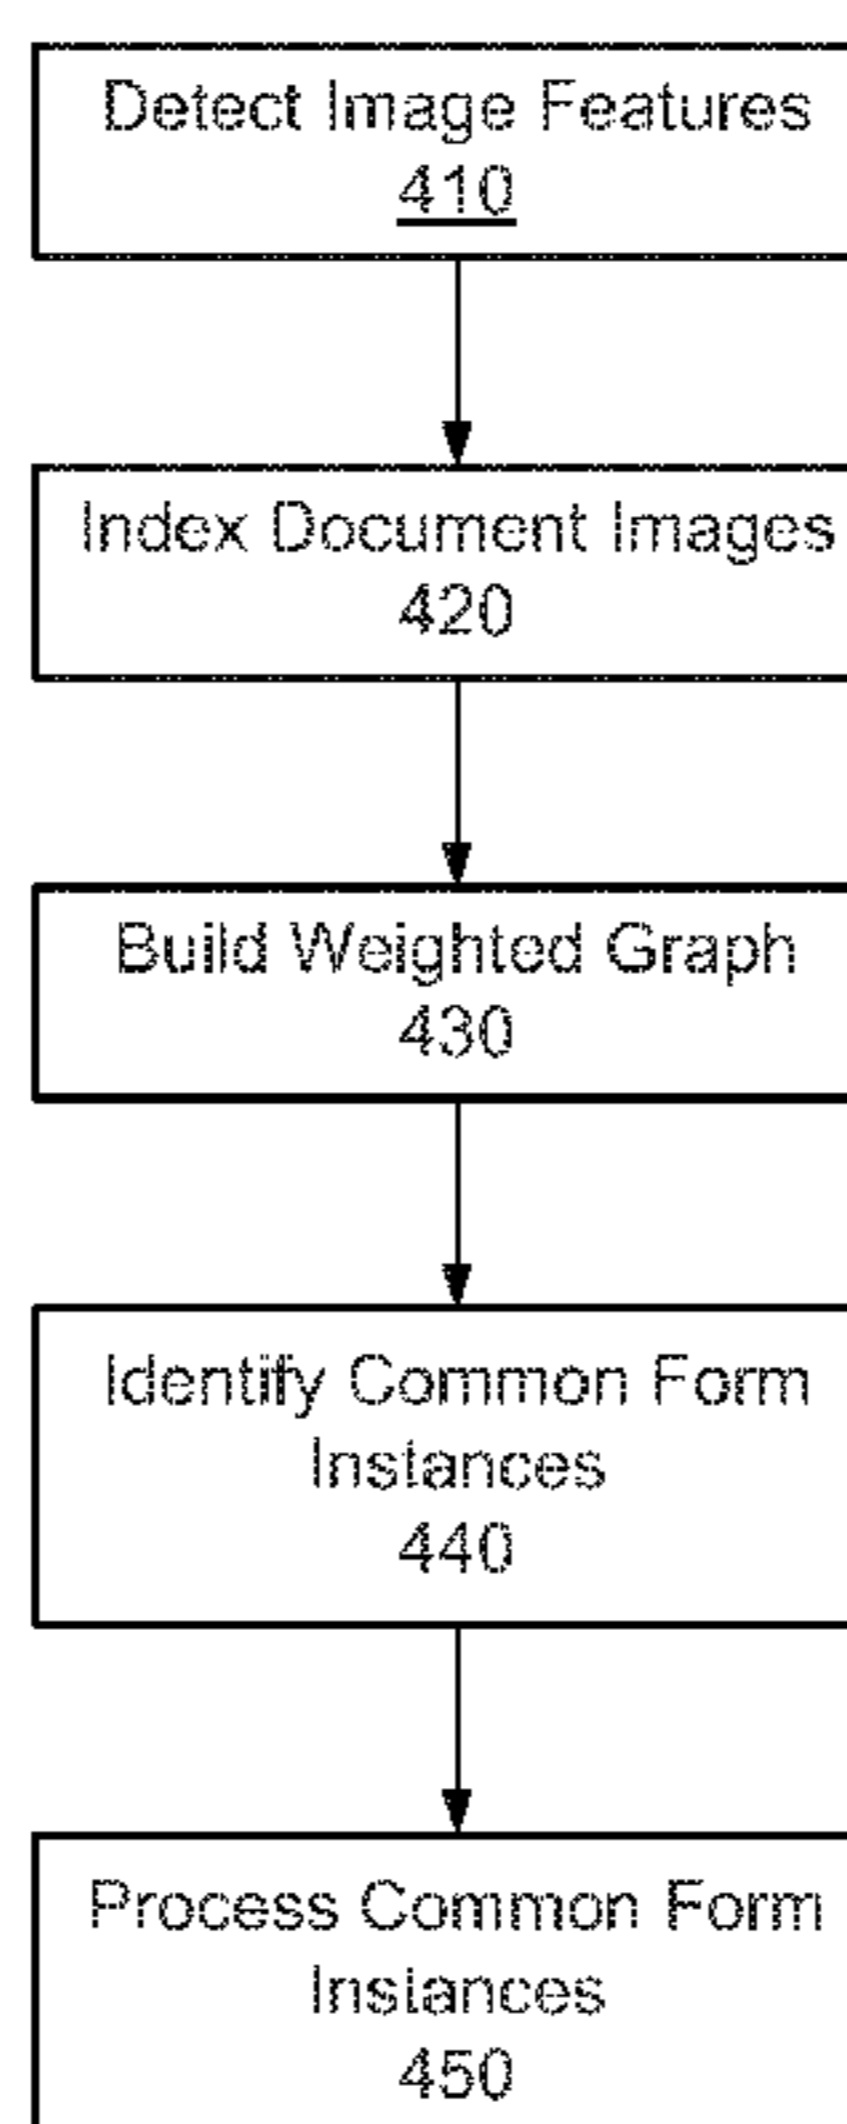 Detect Image Features
410
Index Document Images
420
Build Weighted Graph
430
Identify Common Form
Instances
440
Process Common Form
Instances
450